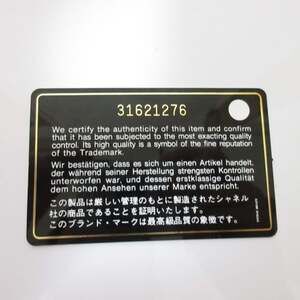 31621276
We certify the authenticity of this item and confirm
that it has been subjected to the most exacting quality
control. Its high quality is a symbol of the fine reputation
of the Trademark.
Wir bestätigen, dass es sich um einen Artikel handelt,
der während seiner Herstellung strengsten Kontrollen
unterworfen war, und dessen erstklassige Qualität
dem hohen Ansehen unserer Marke entspricht.
この製品は厳しい管理のもとに製造されたシャネル
社の商品であることを証明いたします。
このブランド・マークは最高級品質の象徴です。